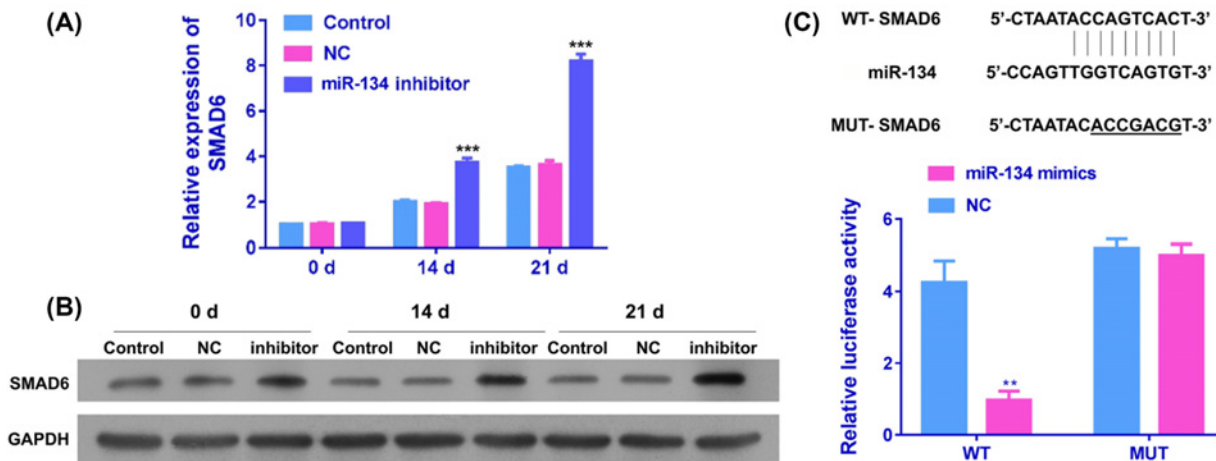 (A)
Relative expression of
SMAD6
10
8
6
4
2
0
Control
NC
miR-134 inhibitor
***
***
0 d
14 d
21 d
(B)
0 d
14 d
21 d
Control
NC
inhibitor
Control
NC
inhibitor
Control
NC
inhibitor
SMAD6
GAPDH
(C)
WT- SMAD6
5'-CTAATACCAGTCACT-3'
miR-134
5'-CCAGTTGGTCAGTGT-3'
MUT- SMAD6
5'-CTAATACACCGACGT-3'
miR-134 mimics
NC
Relative luciferase activity
6
4
2
0
**
WT
MUT